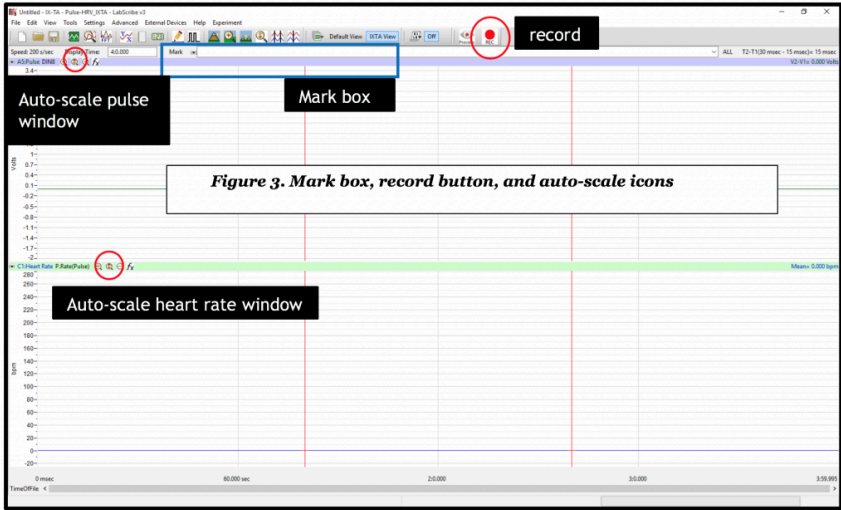 Untitled - IX-TA - Pulse-HRV_IXTA - LabScribe v3
File Edit View Tools Settings Advanced External Devices Help Experiment
Default View IXTA View Off Preview REC
record
Speed: 200 s/sec Display Time: 4:0.000 Mark ALL T2-T1(30 msec - 15 msec)= 15 msec
A5:Pulse DIN8 fx V2-V1= 0.000 Volts
3.4-
Auto-scale pulse
window
Mark box
Volts
1-
0.7-
0.4-
0.1-
-0.2-
-0.5-
-0.8-
-1.1-
-1.4-
-1.7-
-2-
Figure 3. Mark box, record button, and auto-scale icons
C1:Heart Rate P.Rate(Pulse) fx Mean= 0.000 bpm
280-
260-
240-
Auto-scale heart rate window
220-
200-
180-
160-
140-
bpm
120-
100-
80-
60-
40-
20-
0-
-20-
0 msec 60.000 sec 2:0.000 3:0.000 3:59.995
TimeOfFile